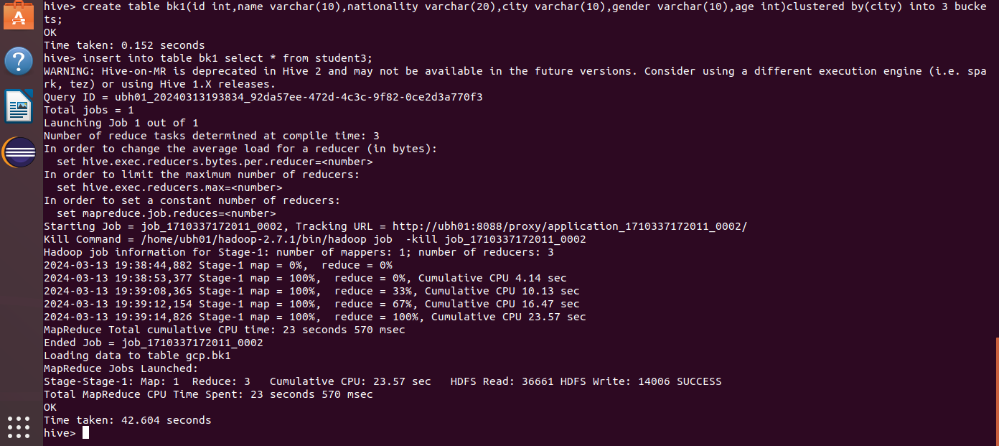 hive> create table bk1(id int,name varchar(10),nationality varchar(20),city varchar(10),gender varchar(10),age int)clustered by(city) into 3 bucke
ts;
OK
Time taken: 0.152 seconds
hive> insert into table bk1 select * from student3;
WARNING: Hive-on-MR is deprecated in Hive 2 and may not be available in the future versions. Consider using a different execution engine (i.e. spa
rk, tez) or using Hive 1.X releases.
Query ID = ubh01_20240313193834_92da57ee-472d-4c3c-9f82-0ce2d3a770f3
Total jobs = 1
Launching Job 1 out of 1
Number of reduce tasks determined at compile time: 3
In order to change the average load for a reducer (in bytes):
  set hive.exec.reducers.bytes.per.reducer=<number>
In order to limit the maximum number of reducers:
  set hive.exec.reducers.max=<number>
In order to set a constant number of reducers:
  set mapreduce.job.reduces=<number>
Starting Job = job_1710337172011_0002, Tracking URL = http://ubh01:8088/proxy/application_1710337172011_0002/
Kill Command = /home/ubh01/hadoop-2.7.1/bin/hadoop job  -kill job_1710337172011_0002
Hadoop job information for Stage-1: number of mappers: 1; number of reducers: 3
2024-03-13 19:38:44,882 Stage-1 map = 0%,  reduce = 0%
2024-03-13 19:38:53,377 Stage-1 map = 100%,  reduce = 0%, Cumulative CPU 4.14 sec
2024-03-13 19:39:08,365 Stage-1 map = 100%,  reduce = 33%, Cumulative CPU 10.13 sec
2024-03-13 19:39:12,154 Stage-1 map = 100%,  reduce = 67%, Cumulative CPU 16.47 sec
2024-03-13 19:39:14,826 Stage-1 map = 100%,  reduce = 100%, Cumulative CPU 23.57 sec
MapReduce Total cumulative CPU time: 23 seconds 570 msec
Ended Job = job_1710337172011_0002
Loading data to table gcp.bk1
MapReduce Jobs Launched:
Stage-Stage-1: Map: 1  Reduce: 3   Cumulative CPU: 23.57 sec   HDFS Read: 36661 HDFS Write: 14006 SUCCESS
Total MapReduce CPU Time Spent: 23 seconds 570 msec
OK
Time taken: 42.604 seconds
hive>